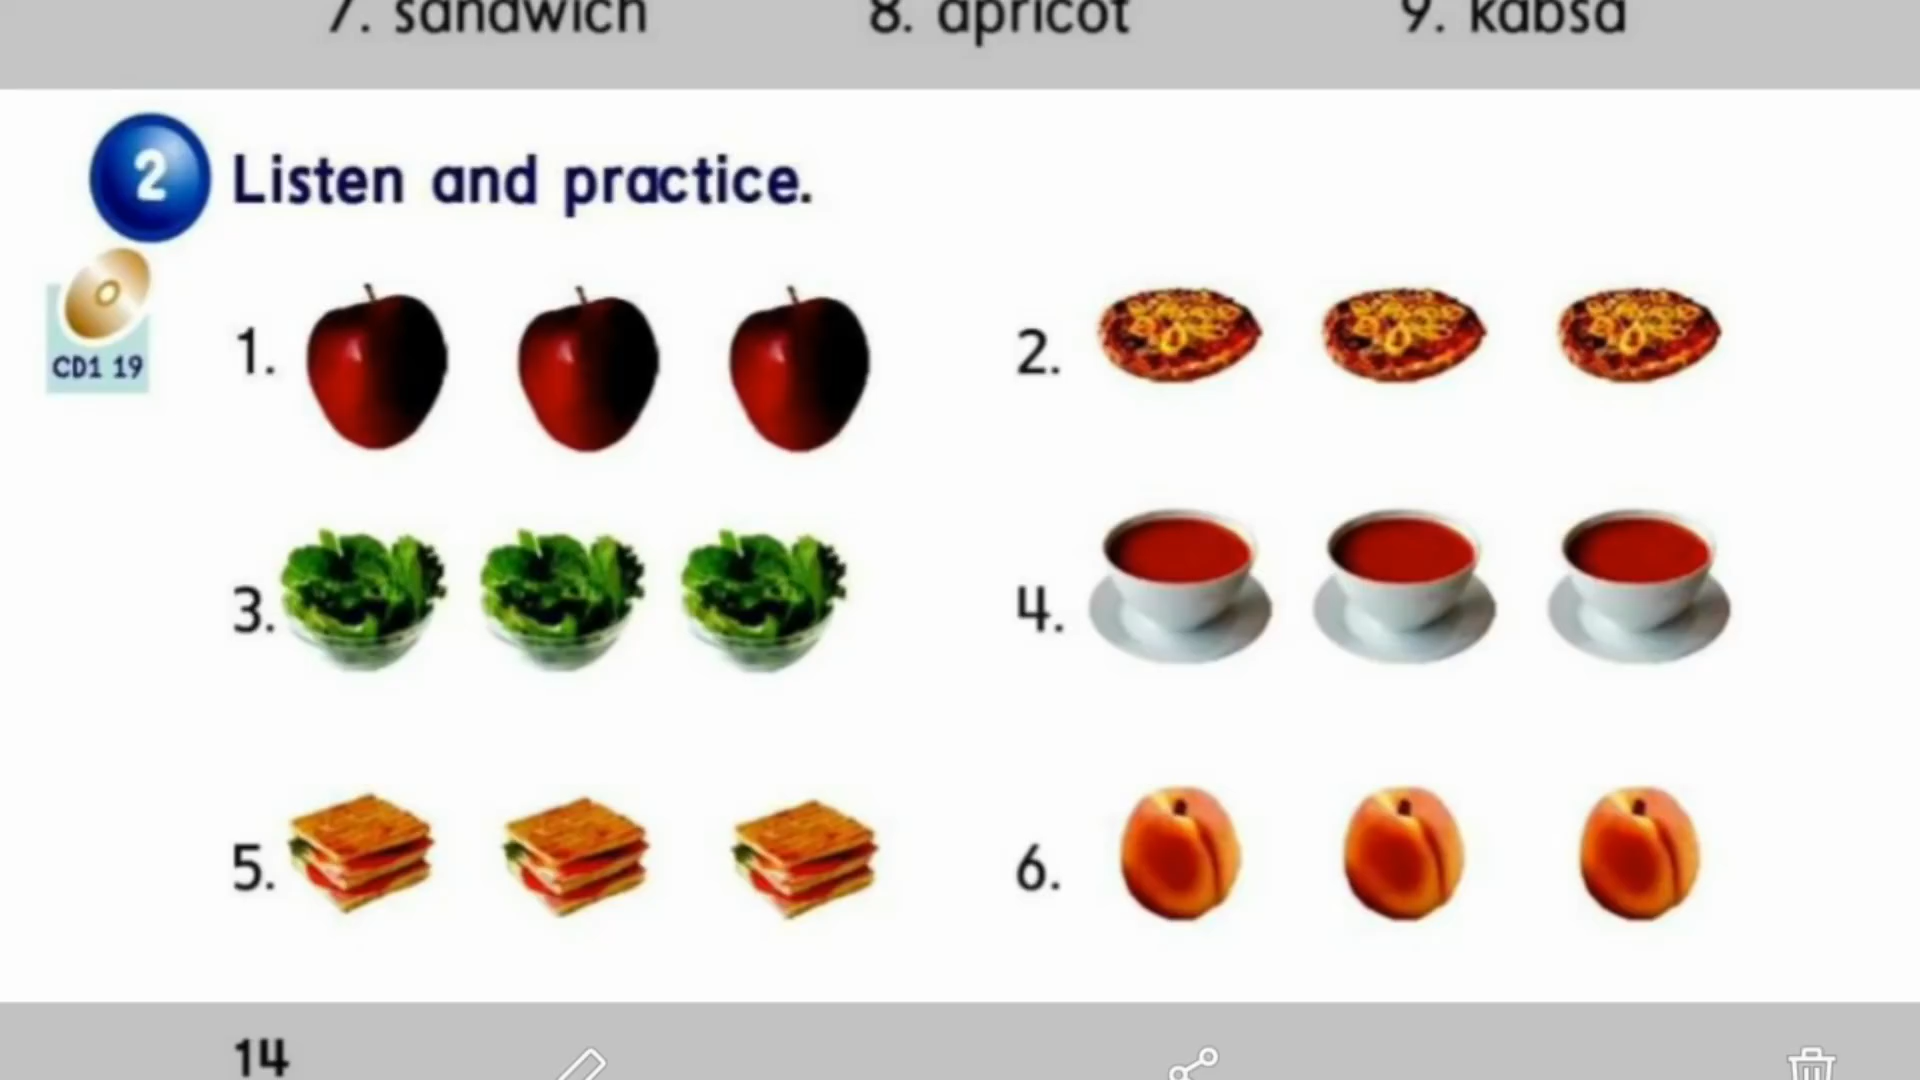 7. sandwich 8. apricot 9. kabsa
2 Listen and practice.
CD1 19
1. 2.
3. 4.
5. 6.
14